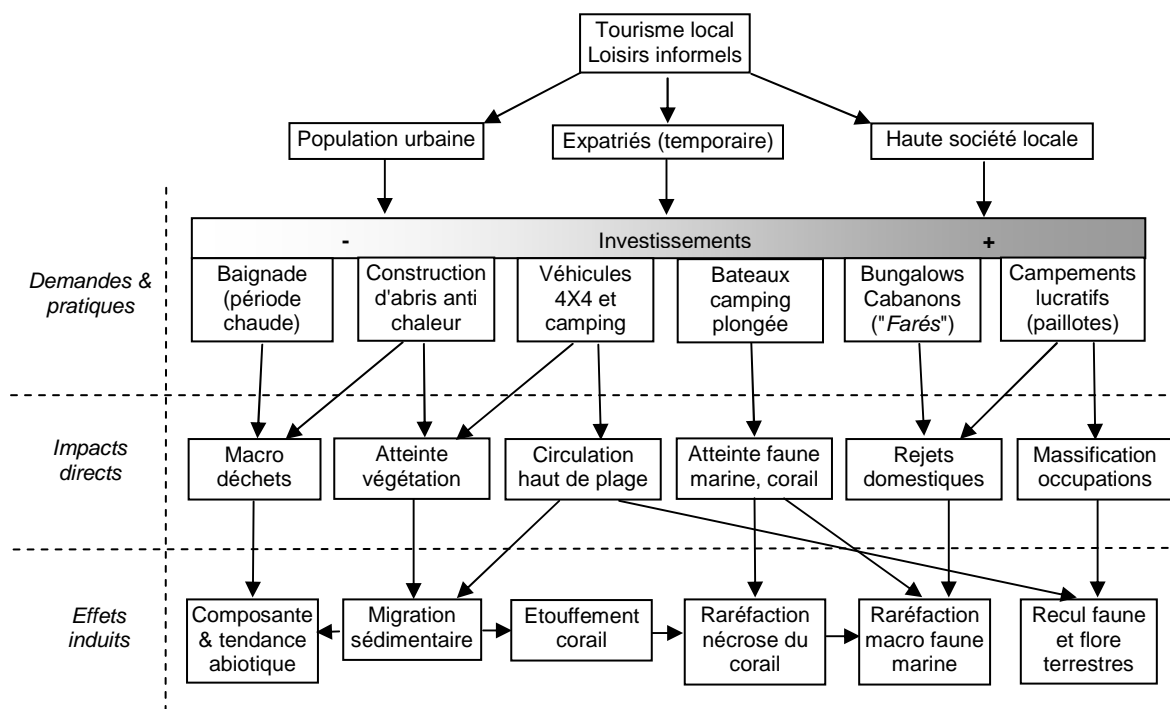 Tourisme local
Loisirs informels
Population urbaine
Expatriés (temporaire)
Haute société locale
- Investissements +
Demandes &
pratiques
Baignade
(période
chaude)
Construction
d'abris anti
chaleur
Véhicules
4X4 et
camping
Bateaux
camping
plongée
Bungalows
Cabanons
("Farés")
Campements
lucratifs
(paillotes)
Impacts
directs
Macro
déchets
Atteinte
végétation
Circulation
haut de plage
Atteinte faune
marine, corail
Rejets
domestiques
Massification
occupations
Effets
induits
Composante
& tendance
abiotique
Migration
sédimentaire
Etouffement
corail
Raréfaction
nécrose du
corail
Raréfaction
macro faune
marine
Recul faune
et flore
terrestres